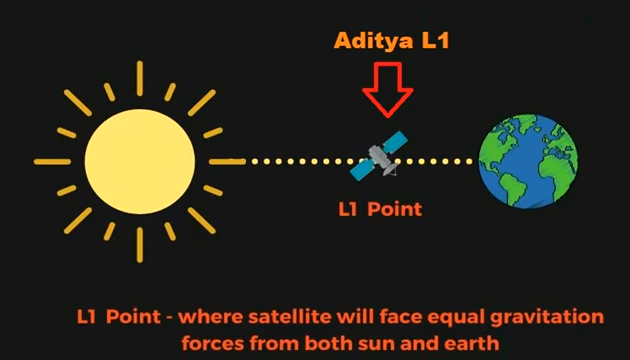 Aditya L1
L1 Point
L1 Point - where satellite will face equal gravitation
forces from both sun and earth